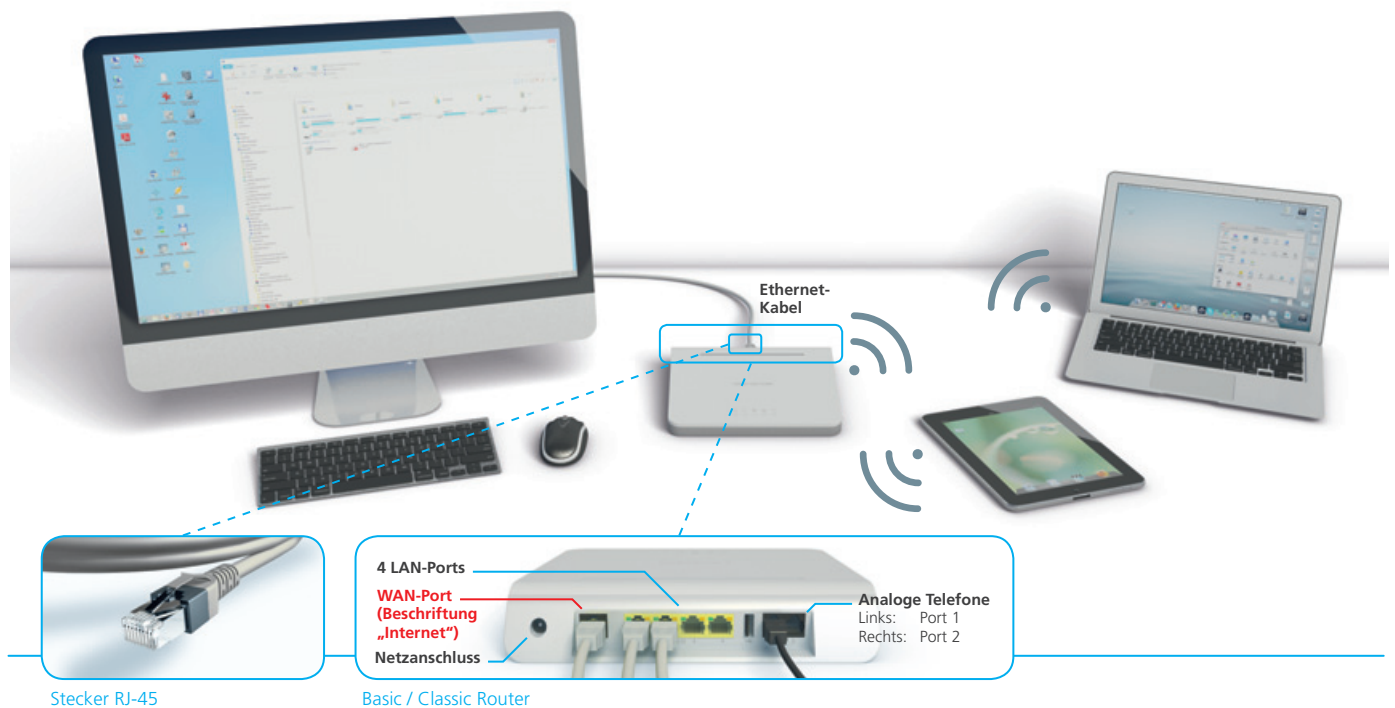 Ethernet-
Kabel
4 LAN-Ports
WAN-Port
(Beschriftung
„Internet“)
Netzanschluss
Analoge Telefone
Links: Port 1
Rechts: Port 2
Stecker RJ-45
Basic / Classic Router